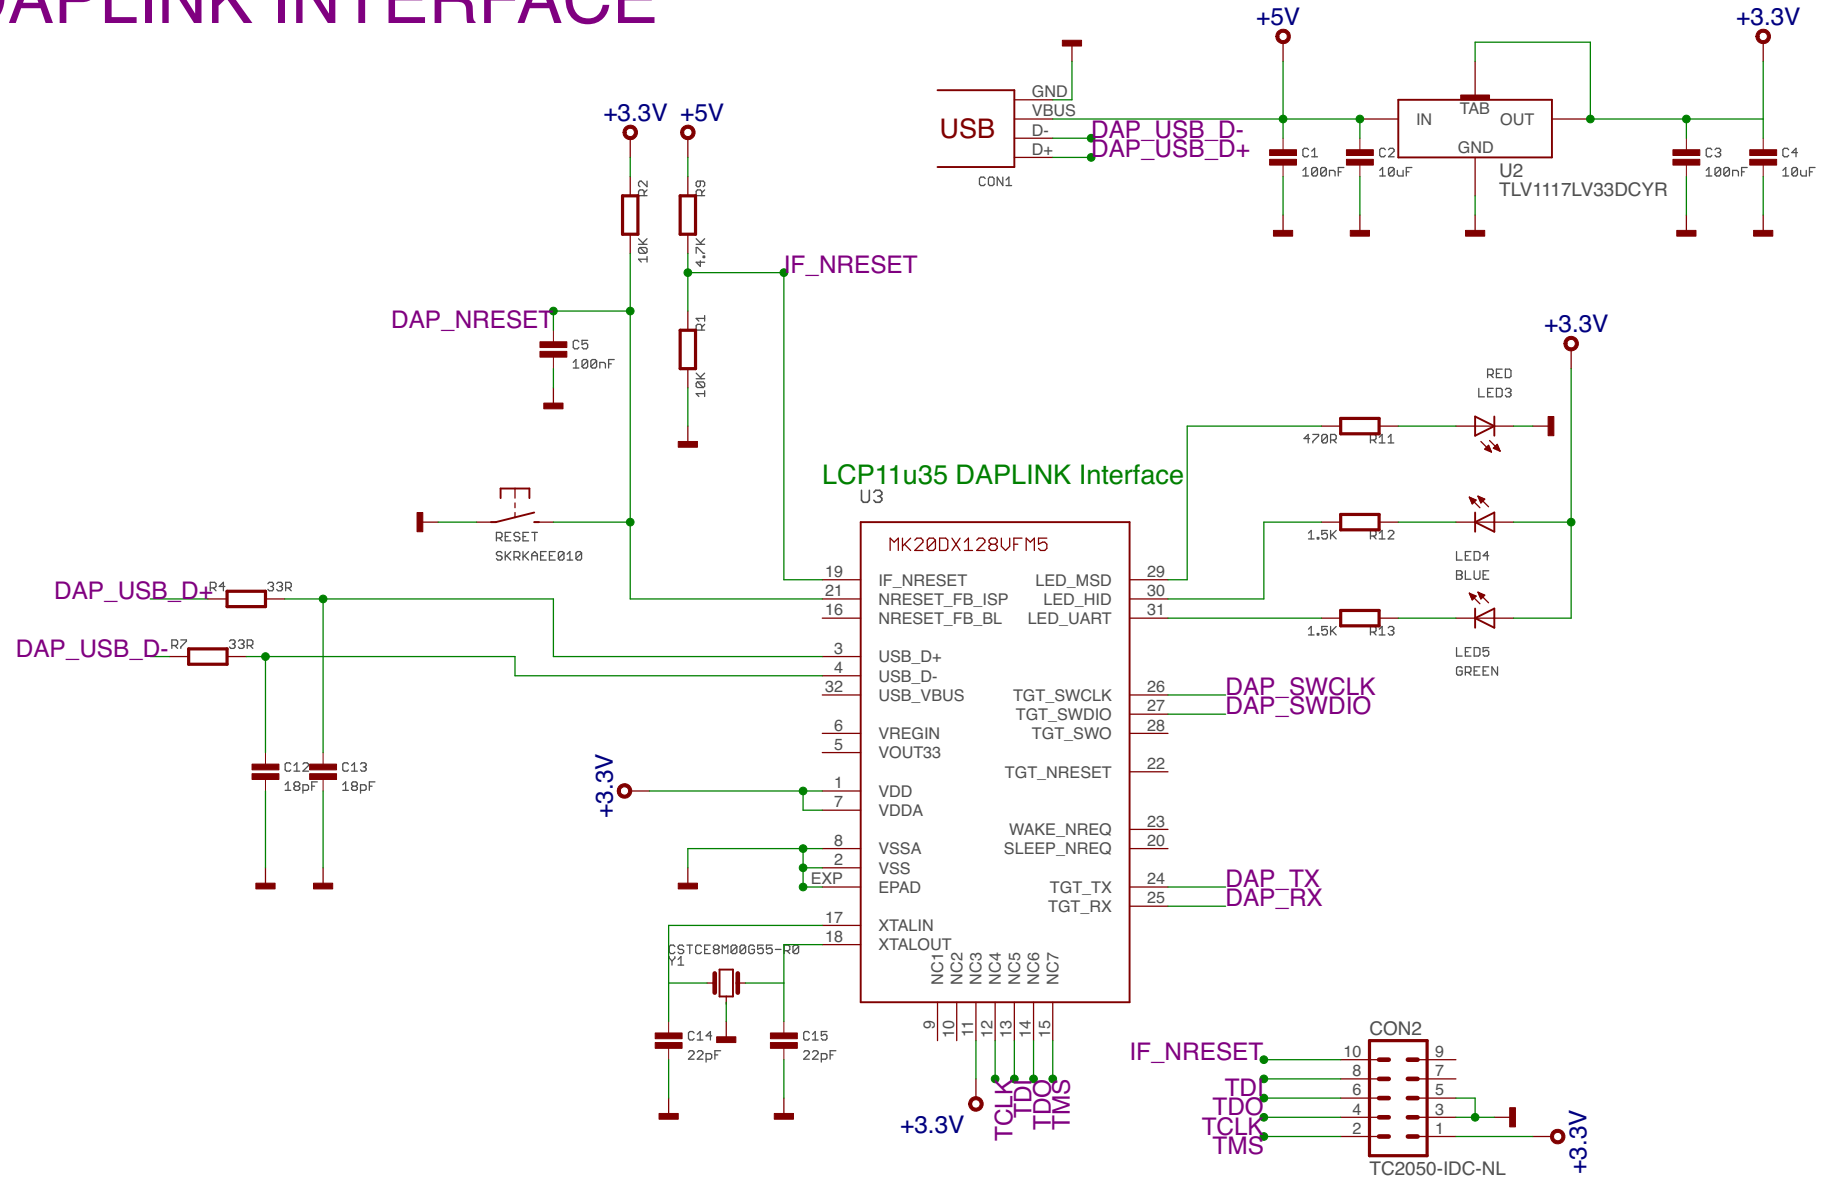 DAPLINK INTERFACE
+5V
+3.3V
GND
VBUS
D-
D+
USB
CON1
DAP_USB_D-
DAP_USB_D+
IN
TAB
OUT
GND
U2
TLV1117LV33DCYR
C1
100nF
C2
10uF
C3
100nF
C4
10uF
+3.3V
+5V
R2
10K
R9
4.7K
IF_NRESET
DAP_NRESET
C5
100nF
R1
10K
+3.3V
RED
LED3
470R
R11
LCP11u35 DAPLINK Interface
U3
MK20DX128VFM5
RESET
SKRKAEE010
1.5K
R12
LED4
BLUE
1.5K
R13
LED5
GREEN
DAP_USB_D+
R4
33R
DAP_USB_D-
R7
33R
C12
18pF
C13
18pF
19 IF_NRESET
21 NRESET_FB_ISP
16 NRESET_FB_BL
3 USB_D+
4 USB_D-
32 USB_VBUS
6 VREGIN
5 VOUT33
1 VDD
7 VDDA
8 VSSA
2 VSS
EXP EPAD
17 XTALIN
18 XTALOUT
LED_MSD 29
LED_HID 30
LED_UART 31
TGT_SWCLK 26
TGT_SWDIO 27
TGT_SWO 28
TGT_NRESET 22
WAKE_NREQ 23
SLEEP_NREQ 20
TGT_TX 24
TGT_RX 25
DAP_SWCLK
DAP_SWDIO
DAP_TX
DAP_RX
+3.3V
CSTCE8M00G55-R0
Y1
C14
22pF
C15
22pF
NC1
NC2
NC3
NC4
NC5
NC6
NC7
9
10
11
12
13
14
15
+3.3V
TCLK
TDI
TDO
TMS
CON2
IF_NRESET
TDI
TDO
TCLK
TMS
10 9
8 7
6 5
4 3
2 1
+3.3V
TC2050-IDC-NL